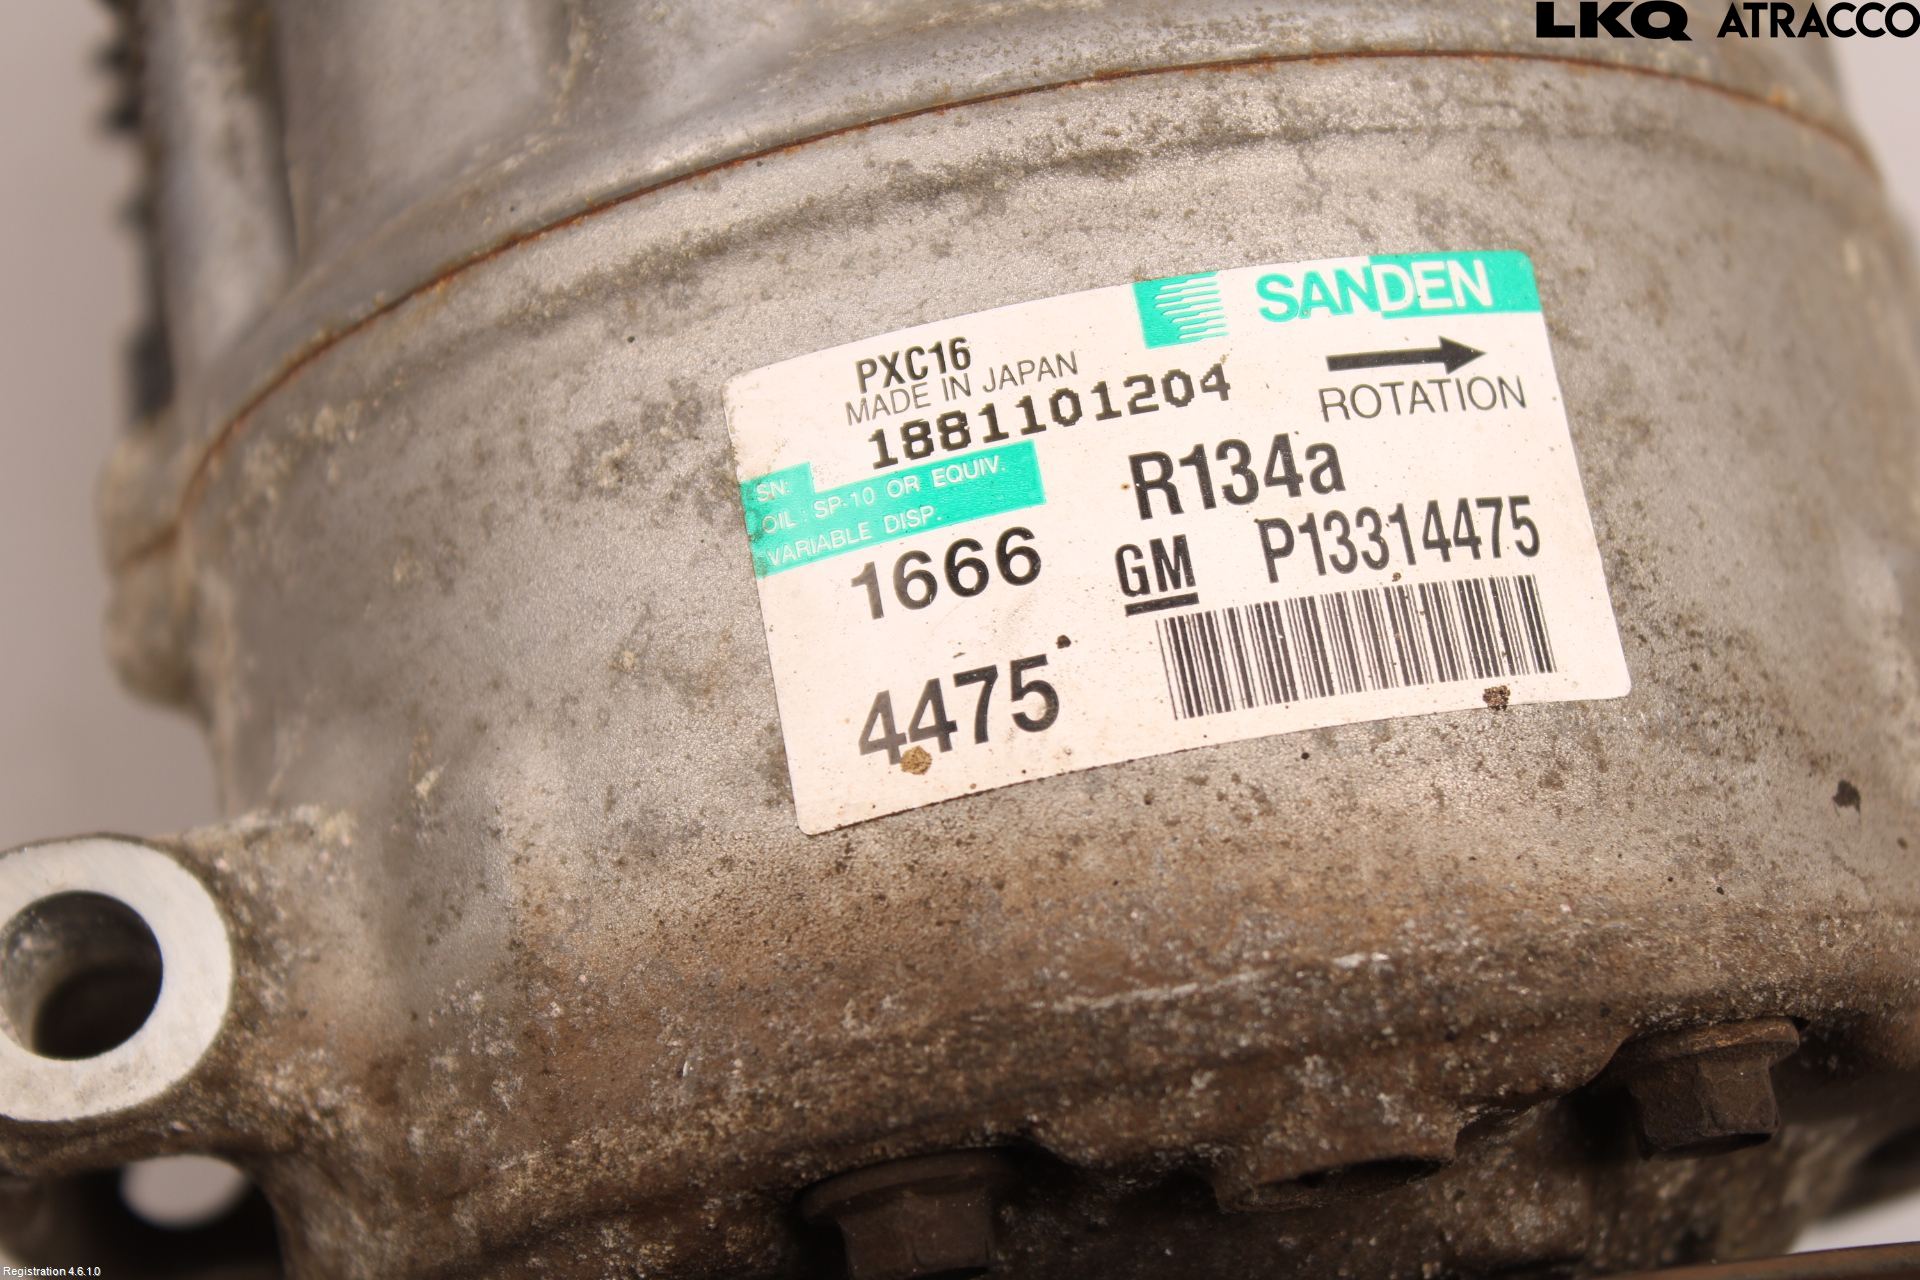 LKQ ATRACCO
SANDEN
PXC16
MADE IN JAPAN
1881101204
ROTATION
SN:
OIL : SP-10 OR EQUIV.
VARIABLE DISP.
R134a
1666
GM P13314475
4475
Registration 4.6.1.0